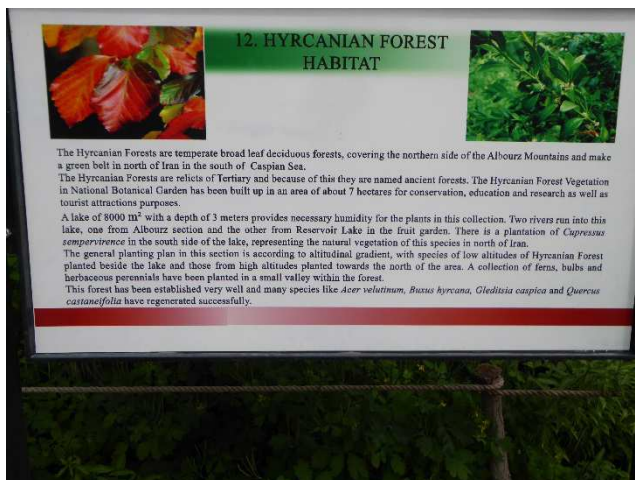 12. HYRCANIAN FOREST
HABITAT
The Hyrcanian Forests are temperate broad leaf deciduous forests, covering the northern side of the Albourz Mountains and make
a green belt in north of Iran in the south of Caspian Sea.
The Hyrcanian Forests are relicts of Tertiary and because of this they are named ancient forests. The Hyrcanian Forest Vegetation
in National Botanical Garden has been built up in an area of about 7 hectares for conservation, education and research as well as
tourist attractions purposes.
A lake of 8000 m² with a depth of 3 meters provides necessary humidity for the plants in this collection. Two rivers run into this
lake, one from Albourz section and the other from Reservoir Lake in the fruit garden. There is a plantation of Cupressus
sempervirence in the south side of the lake, representing the natural vegetation of this species in north of Iran.
The general planting plan in this section is according to altitudinal gradient, with species of low altitudes of Hyrcanian Forest
planted beside the lake and those from high altitudes planted towards the north of the area. A collection of ferns, bulbs and
herbaceous perennials have been planted in a small valley within the forest.
This forest has been established very well and many species like Acer velutinum, Buxus hyrcana, Gleditsia caspica and Quercus
castaneifolia have regenerated successfully.